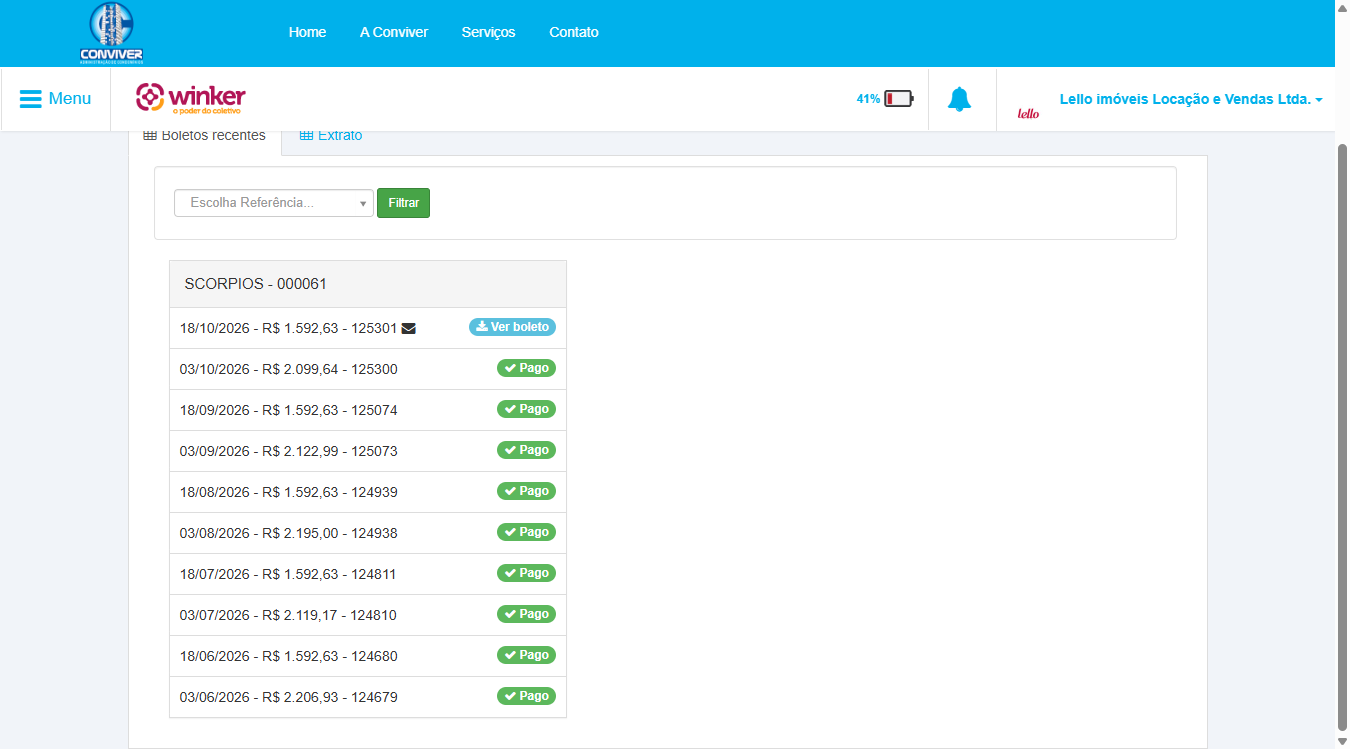 CONVIVER
Home
A Conviver
Serviços
Contato
Menu
winker
o poder do coletivo
41%
lello
Lello imóveis Locação e Vendas Ltda.
Boletos recentes
Extrato
Escolha Referência...
Filtrar
SCORPIOS - 000061
18/10/2026 - R$ 1.592,63 - 125301 Ver boleto
03/10/2026 - R$ 2.099,64 - 125300 Pago
18/09/2026 - R$ 1.592,63 - 125074 Pago
03/09/2026 - R$ 2.122,99 - 125073 Pago
18/08/2026 - R$ 1.592,63 - 124939 Pago
03/08/2026 - R$ 2.195,00 - 124938 Pago
18/07/2026 - R$ 1.592,63 - 124811 Pago
03/07/2026 - R$ 2.119,17 - 124810 Pago
18/06/2026 - R$ 1.592,63 - 124680 Pago
03/06/2026 - R$ 2.206,93 - 124679 Pago